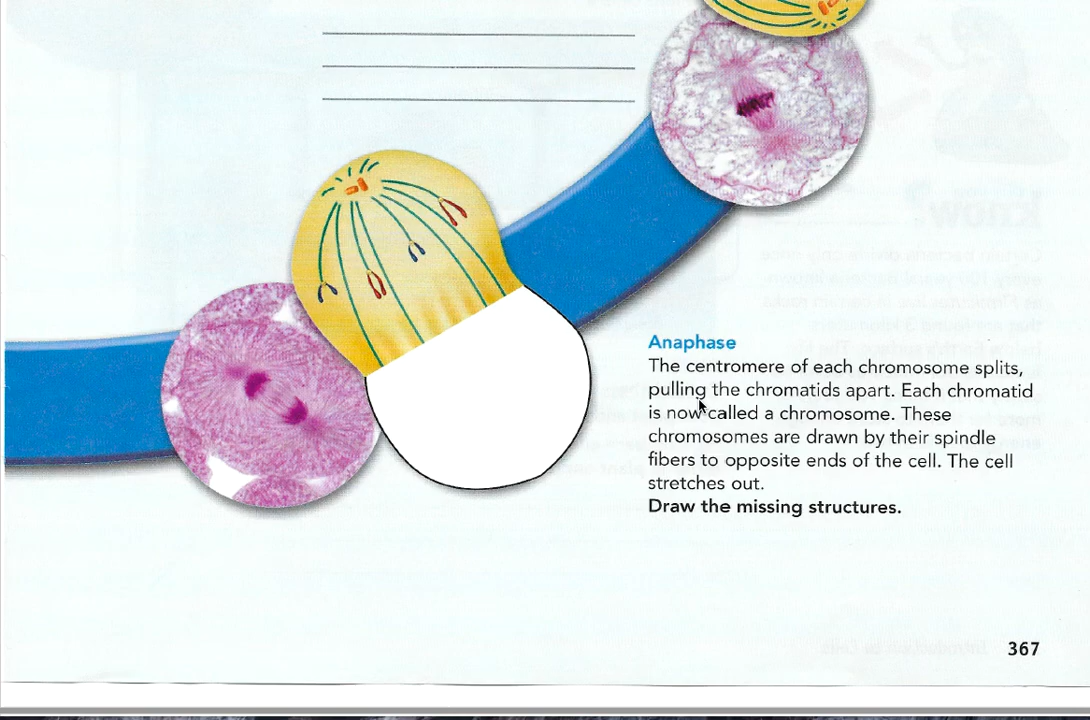 Anaphase
The centromere of each chromosome splits,
pulling the chromatids apart. Each chromatid
is now called a chromosome. These
chromosomes are drawn by their spindle
fibers to opposite ends of the cell. The cell
stretches out.
Draw the missing structures.
367